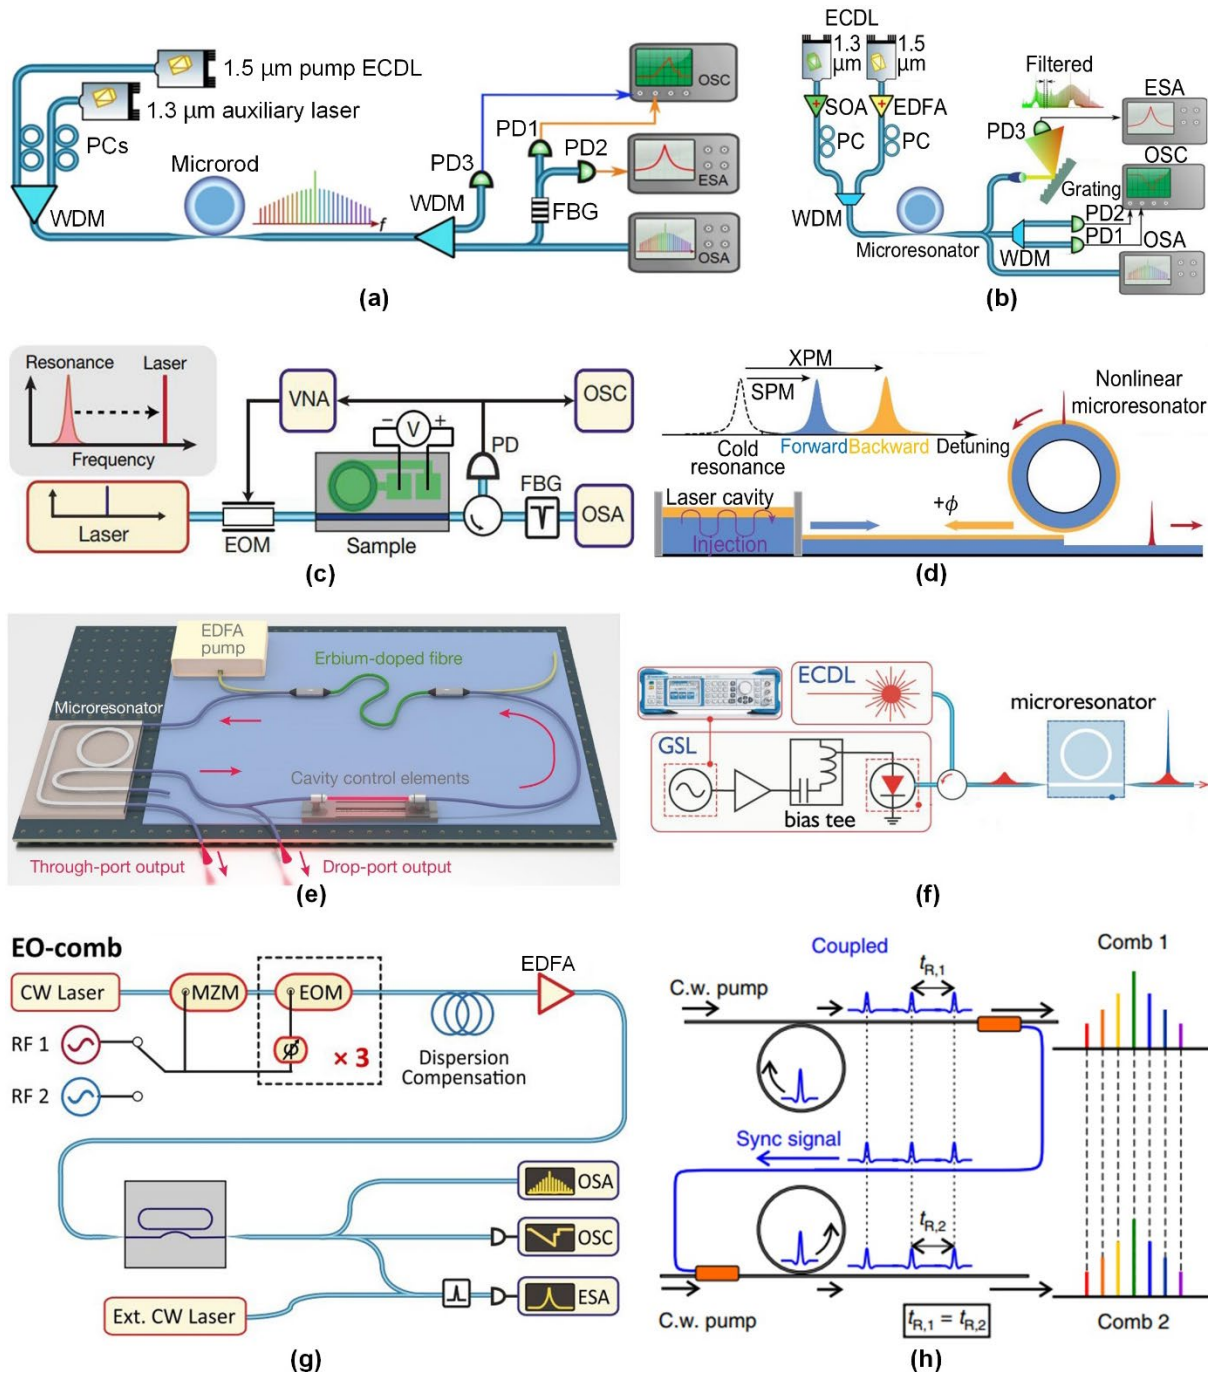 1.5 μm pump ECDL
1.3 μm auxiliary laser
PCs
Microrod
WDM
f
WDM
PD3
PD1
PD2
FBG
OSC
ESA
OSA
(a)
ECDL
1.3 μm
1.5 μm
SOA
EDFA
PC
PC
WDM
Microresonator
Filtered
PD3
Grating
ESA
OSC
PD2
PD1
WDM
OSA
(b)
Resonance
Laser
Frequency
VNA
OSC
V
− +
PD
FBG
Laser
EOM
Sample
OSA
(c)
XPM
SPM
Cold resonance
Forward
Backward
Detuning
Nonlinear
microresonator
Laser cavity
Injection
+ϕ
(d)
EDFA
pump
Erbium-doped fibre
Microresonator
Cavity control elements
Through-port output
Drop-port output
(e)
ECDL
GSL
bias tee
microresonator
(f)
EO-comb
CW Laser
MZM
EOM
EDFA
RF 1
φ
× 3
RF 2
Dispersion
Compensation
OSA
OSC
ESA
Ext. CW Laser
(g)
Coupled
tR,1
C.w. pump
Comb 1
Sync signal
tR,2
C.w. pump
tR,1 = tR,2
Comb 2
(h)